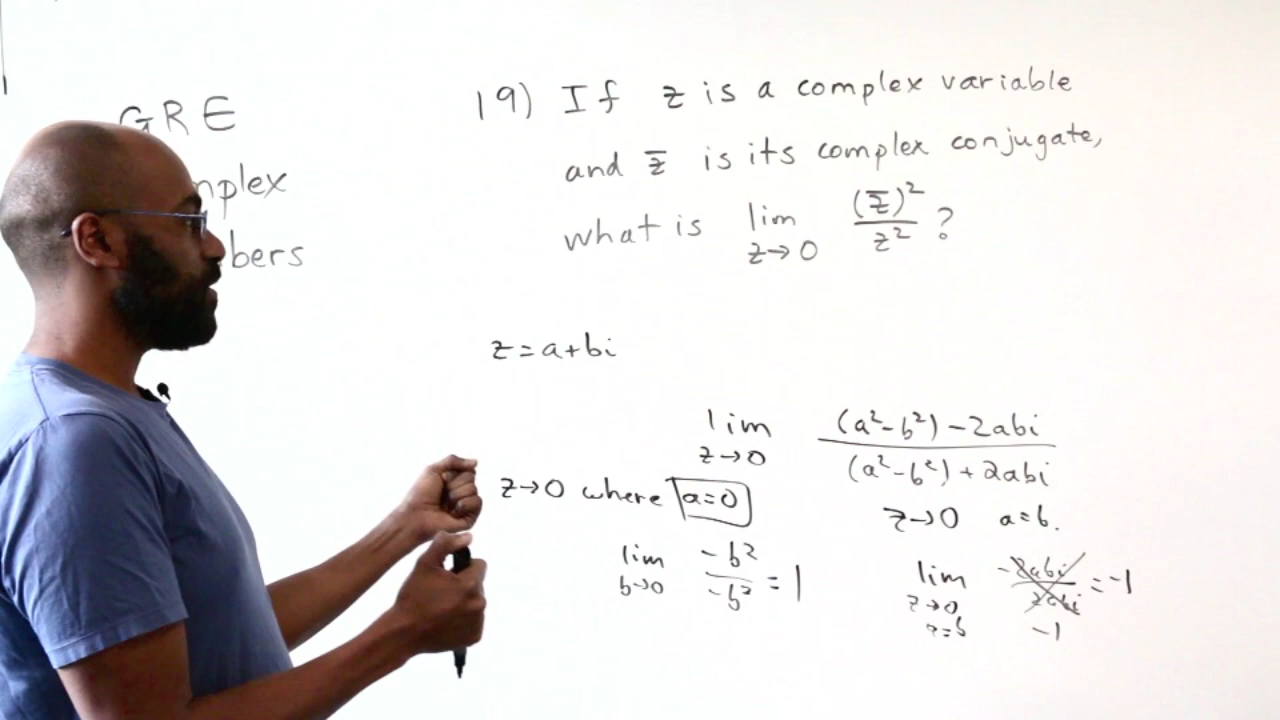 GRE
mplex
bers
19) If z is a complex variable
and z̄ is its complex conjugate,
what is lim z→0 (z̄)²/z² ?
z = a+bi
lim z→0 (a²-b²) - 2abi / (a²-b²) + 2abi
z→0 where a=0
z→0 a=b.
lim b→0 -b²/-b² = 1
lim z→0 a=b -2abi/2abi = -1
-1